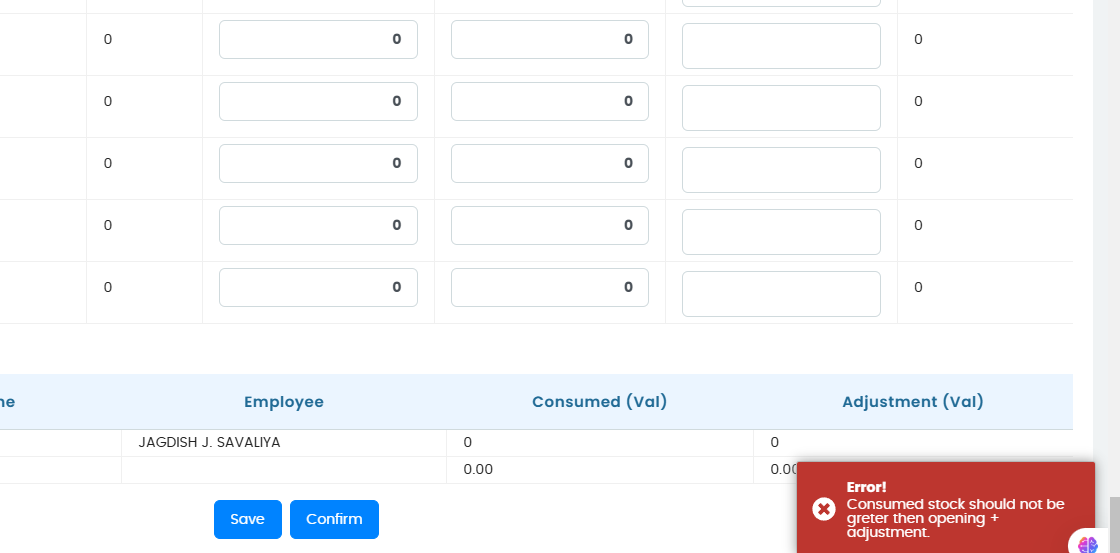 0 0 0 0
0 0 0 0
0 0 0 0
0 0 0 0
0 0 0 0
ne Employee Consumed (Val) Adjustment (Val)
JAGDISH J. SAVALIYA 0 0
0.00 0.00
Save Confirm
Error!
Consumed stock should not be
greter then opening +
adjustment.